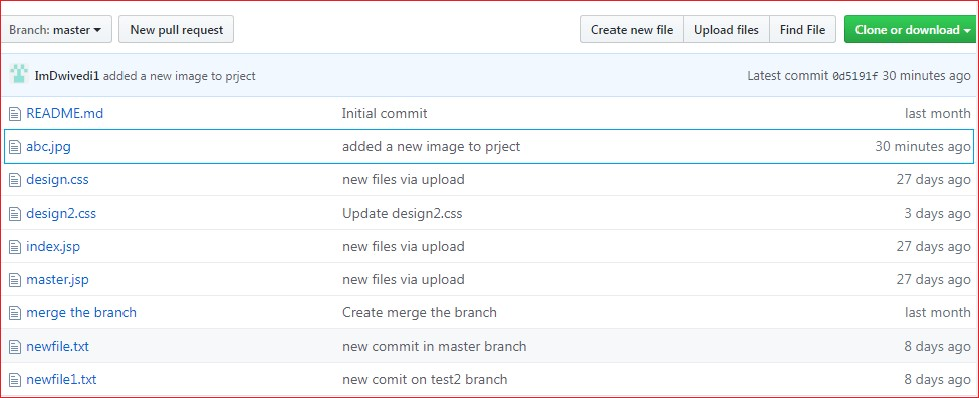 Branch: master New pull request Create new file Upload files Find File Clone or download
ImDwivedi1 added a new image to prject Latest commit 0d5191f 30 minutes ago
README.md Initial commit last month
abc.jpg added a new image to prject 30 minutes ago
design.css new files via upload 27 days ago
design2.css Update design2.css 3 days ago
index.jsp new files via upload 27 days ago
master.jsp new files via upload 27 days ago
merge the branch Create merge the branch last month
newfile.txt new commit in master branch 8 days ago
newfile1.txt new comit on test2 branch 8 days ago